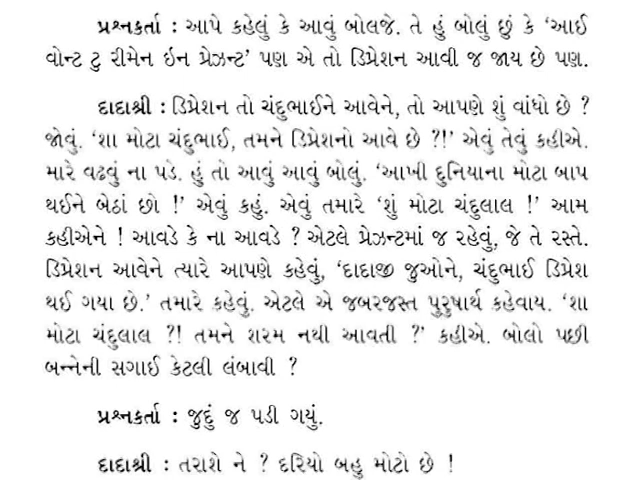 પ્રશ્નકર્તા : આપે કહેલું કે આવું બોલજે. તે હું બોલું છું કે ‘આઈ
વોન્ટ ટુ રીમેન ઇન પ્રેઝન્ટ’ પણ એ તો ડિપ્રેશન આવી જ જાય છે પણ.
દાદાશ્રી : ડિપ્રેશન તો ચંદુભાઈને આવેને, તો આપણે શું વાંધો છે ?
જોવું. ‘શા મોટા ચંદુભાઈ, તમને ડિપ્રેશનો આવે છે ?!’ એવું તેવું કહીએ.
મારે વઢવું ના પડે. હું તો આવું આવું બોલું. ‘આખી દુનિયાના મોટા બાપ
થઈને બેઠાં છો !’ એવું કહું. એવું તમારે ‘શું મોટા ચંદુલાલ !’ આમ
કહીએને ! આવડે કે ના આવડે ? એટલે પ્રેઝન્ટમાં જ રહેવું, જે તે રસ્તે.
ડિપ્રેશન આવેને ત્યારે આપણે કહેવું, ‘દાદાજી જુઓને, ચંદુભાઈ ડિપ્રેશ
થઈ ગયા છે.’ તમારે કહેવું. એટલે એ જબરજસ્ત પુરુષાર્થ કહેવાય. ‘શા
મોટા ચંદુલાલ ?! તમને શરમ નથી આવતી ?’ કહીએ. બોલો પછી
બન્નેની સગાઈ કેટલી લંબાવી ?
પ્રશ્નકર્તા : જુદું જ પડી ગયું.
દાદાશ્રી : તરાશે ને ? દરિયો બહુ મોટો છે !